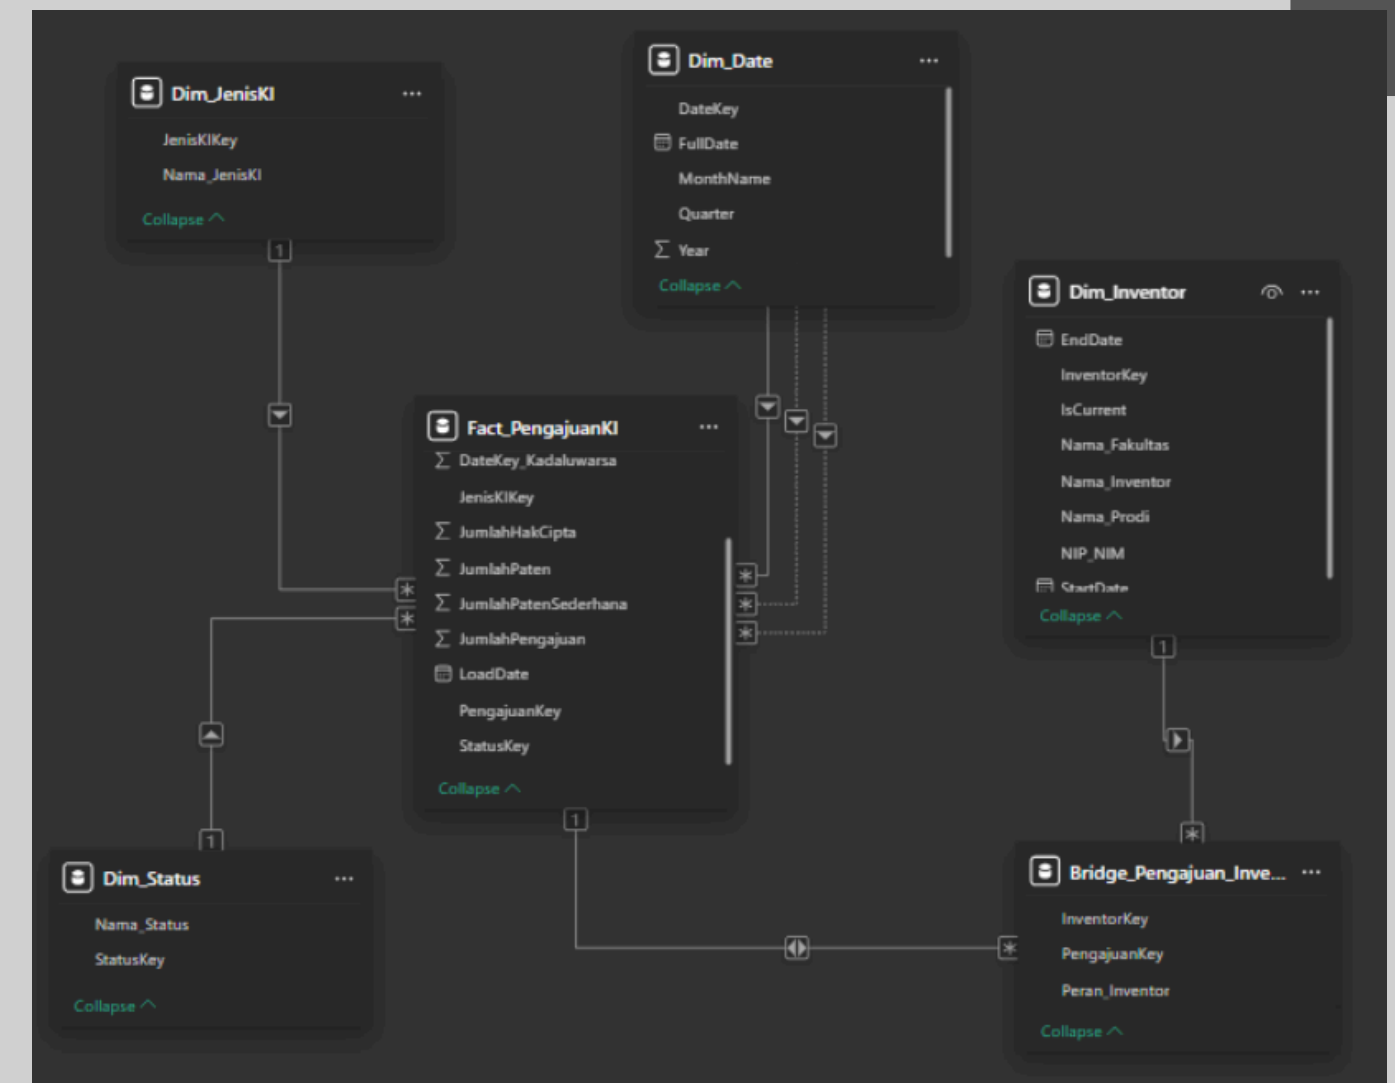 Dim_JenisKI
JenisKIKey
Nama_JenisKI
Collapse
1
Dim_Date
DateKey
FullDate
MonthName
Quarter
Σ Year
Collapse
Dim_Inventor
EndDate
InventorKey
IsCurrent
Nama_Fakultas
Nama_Inventor
Nama_Prodi
NIP_NIM
StartDate
Collapse
1
*
Fact_PengajuanKI
Σ DateKey_Kadaluwarsa
JenisKIKey
Σ JumlahHakCipta
Σ JumlahPaten
Σ JumlahPatenSederhana
Σ JumlahPengajuan
LoadDate
PengajuanKey
StatusKey
Collapse
*
*
*
*
*
1
1
Dim_Status
Nama_Status
StatusKey
Collapse
*
Bridge_Pengajuan_Inve...
InventorKey
PengajuanKey
Peran_Inventor
Collapse